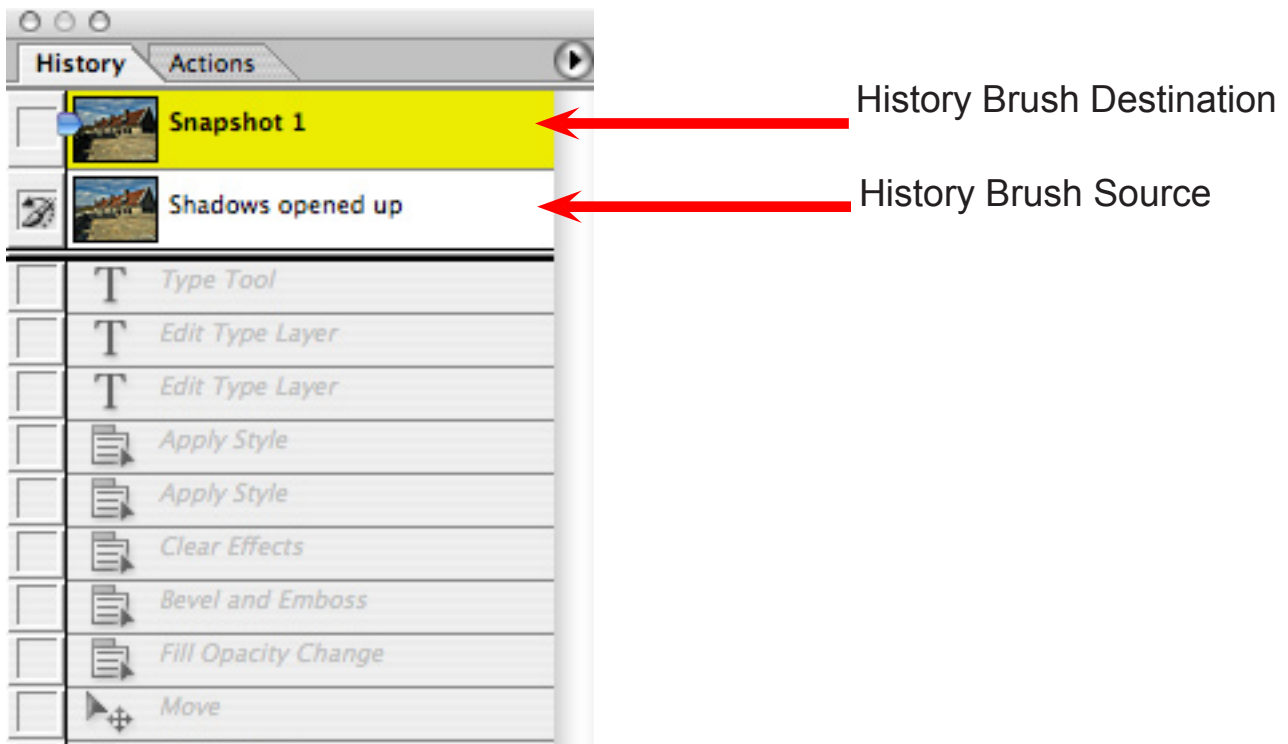 History Actions
Snapshot 1
History Brush Destination
Shadows opened up
History Brush Source
T Type Tool
T Edit Type Layer
T Edit Type Layer
Apply Style
Apply Style
Clear Effects
Bevel and Emboss
Fill Opacity Change
Move